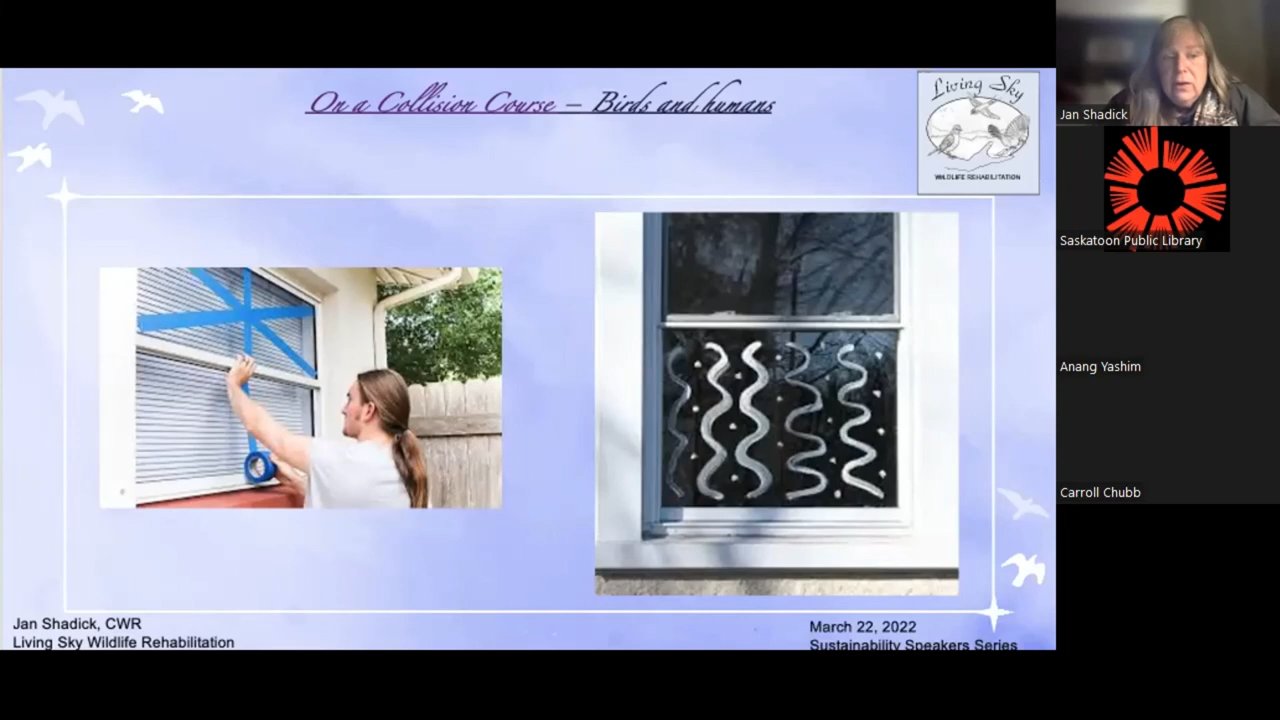 On a Collision Course – Birds and humans
Living Sky
WILDLIFE REHABILITATION
Jan Shadick
Saskatoon Public Library
Anang Yashim
Carroll Chubb
Jan Shadick, CWR
Living Sky Wildlife Rehabilitation
March 22, 2022
Sustainability Speakers Series